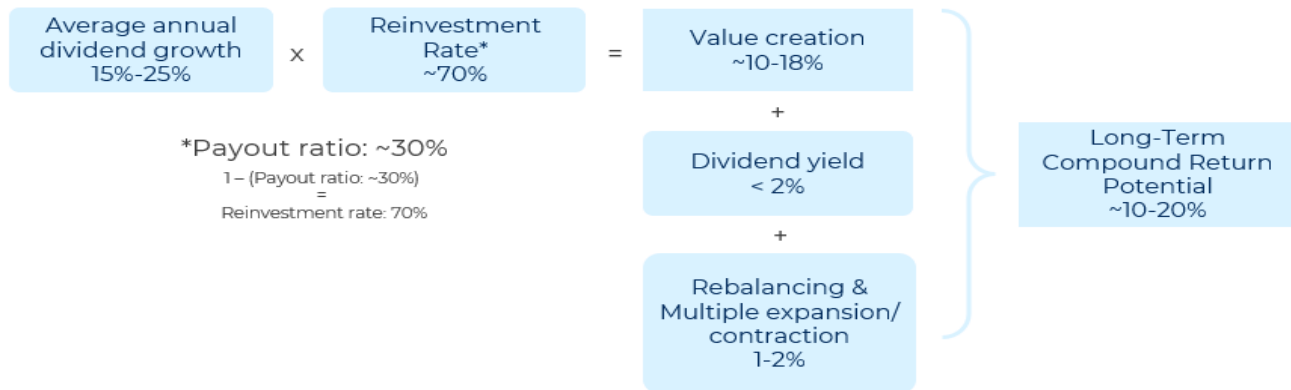 Average annual
dividend growth
15%-25%
x
Reinvestment
Rate*
~70%
=
Value creation
~10-18%
+
Dividend yield
< 2%
+
Rebalancing &
Multiple expansion/
contraction
1-2%
*Payout ratio: ~30%
1 – (Payout ratio: ~30%)
=
Reinvestment rate: 70%
Long-Term
Compound Return
Potential
~10-20%